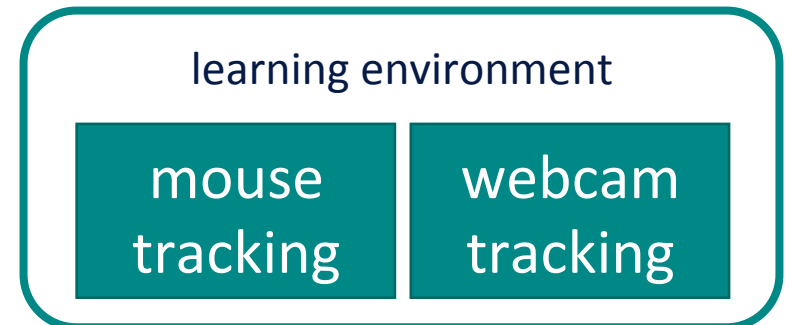 learning environment
mouse
tracking
webcam
tracking